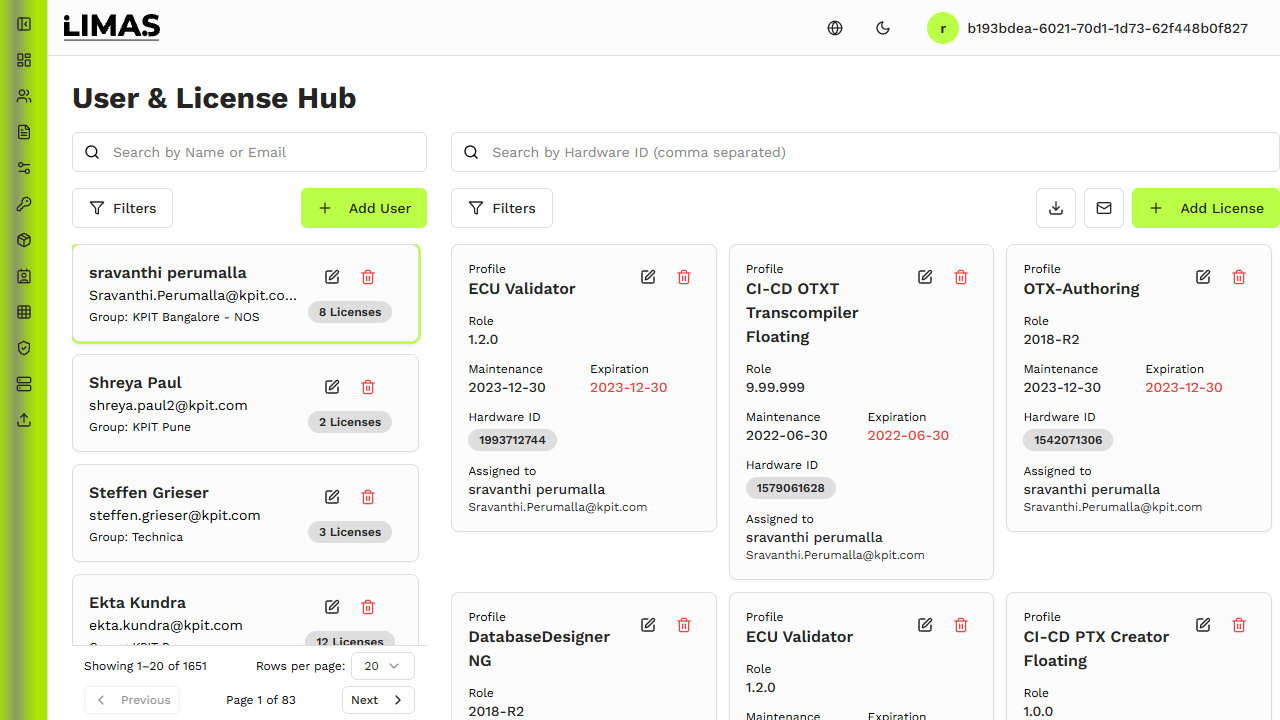 LIMAS
r
b193bdea-6021-70d1-1d73-62f448b0f827
User & License Hub
Search by Name or Email
Search by Hardware ID (comma separated)
Filters
Add User
Filters
Add License
sravanthi perumalla
Sravanthi.Perumalla@kpit.co...
Group: KPIT Bangalore - NOS
8 Licenses
Shreya Paul
shreya.paul2@kpit.com
Group: KPIT Pune
2 Licenses
Steffen Grieser
steffen.grieser@kpit.com
Group: Technica
3 Licenses
Ekta Kundra
ekta.kundra@kpit.com
12 Licenses
Showing 1–20 of 1651
Rows per page:
20
Previous
Page 1 of 83
Next
Profile
ECU Validator
Role
1.2.0
Maintenance
Expiration
2023-12-30
2023-12-30
Hardware ID
1993712744
Assigned to
sravanthi perumalla
Sravanthi.Perumalla@kpit.com
Profile
CI-CD OTXT
Transcompiler
Floating
Role
9.99.999
Maintenance
Expiration
2022-06-30
2022-06-30
Hardware ID
1579061628
Assigned to
sravanthi perumalla
Sravanthi.Perumalla@kpit.com
Profile
OTX-Authoring
Role
2018-R2
Maintenance
Expiration
2023-12-30
2023-12-30
Hardware ID
1542071306
Assigned to
sravanthi perumalla
Sravanthi.Perumalla@kpit.com
Profile
DatabaseDesigner
NG
Role
2018-R2
Profile
ECU Validator
Role
1.2.0
Maintenance
Expiration
Profile
CI-CD PTX Creator
Floating
Role
1.0.0